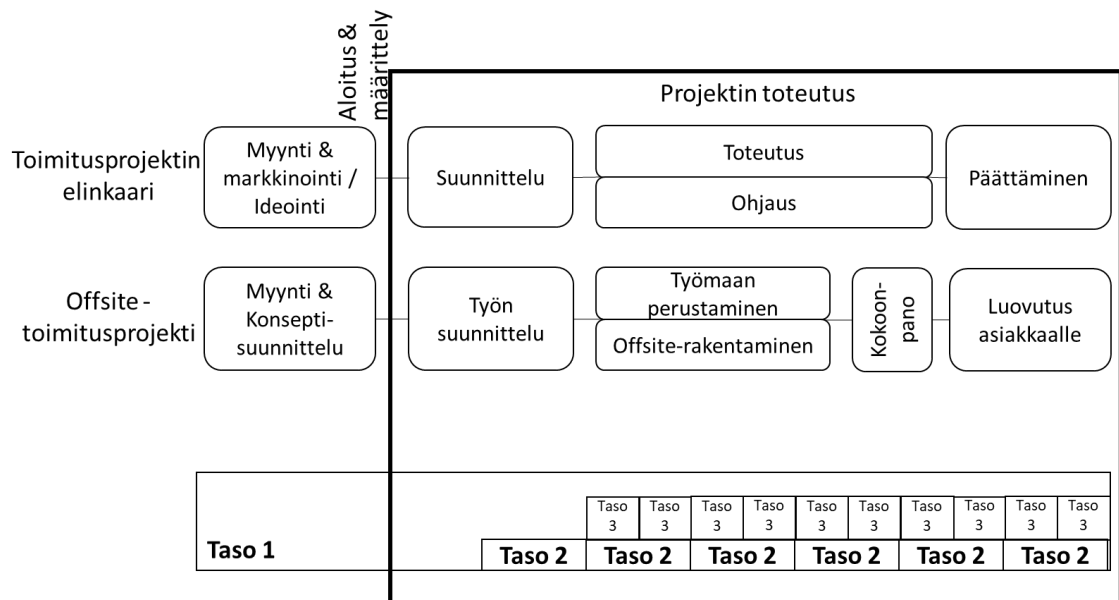 Aloitus &
määrittely
Projektin toteutus
Toimitusprojektin
elinkaari
Myynti &
markkinointi /
Ideointi
Suunnittelu
Toteutus
Ohjaus
Päättäminen
Offsite -
toimitusprojekti
Myynti &
Konsepti-
suunnittelu
Työn
suunnittelu
Työmaan
perustaminen
Offsite-rakentaminen
Kokoon-
pano
Luovutus
asiakkaalle
Taso 1
Taso
3
Taso
3
Taso
3
Taso
3
Taso
3
Taso
3
Taso
3
Taso
3
Taso
3
Taso
3
Taso 2
Taso 2
Taso 2
Taso 2
Taso 2
Taso 2